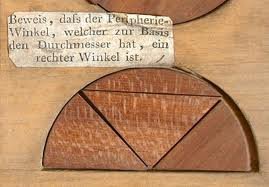 Beweis, daſs der Peripherie-
Winkel, welcher zur Basis
den Durchmesser hat, ein
rechter Winkel ist.